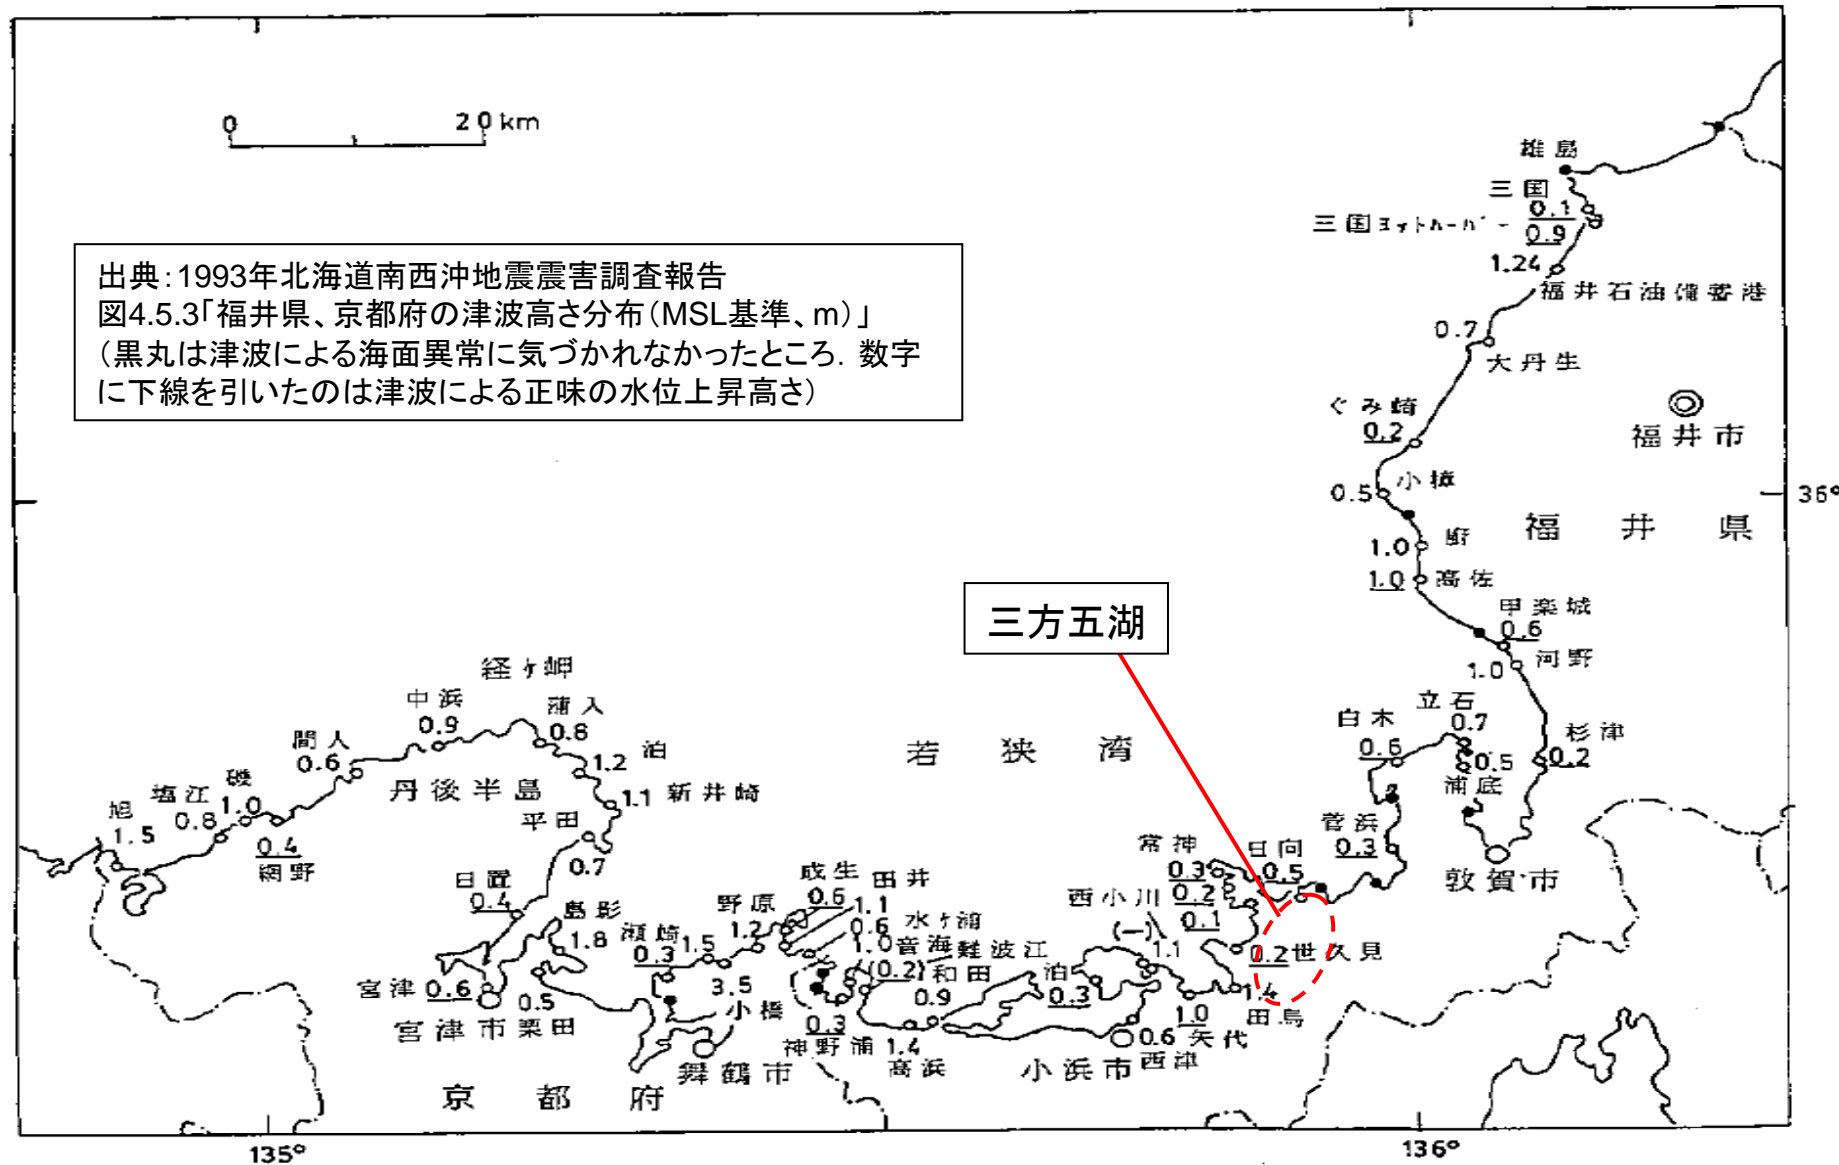 0 20 km
雄島
三国
0.1
三国ヨットハーバー
0.9
1.24
福井石油備蓄港
出典：1993年北海道南西沖地震震害調査報告
図4.5.3「福井県、京都府の津波高さ分布（MSL基準、m）」
（黒丸は津波による海面異常に気づかれなかったところ．数字
に下線を引いたのは津波による正味の水位上昇高さ）
0.7
大丹生
ぐみ崎
0.2
福井市
0.5
小樟
36°
福井県
1.0
厨
1.0
高佐
三方五湖
甲楽城
0.6
1.0
河野
経ヶ岬
中浜
0.9
蒲入
0.8
立石
0.7
白木
0.6
杉津
0.2
0.5
浦底
若狭湾
間人
0.6
泊
1.2
丹後半島
1.1
新井崎
磯
1.0
塩江
0.8
旭
1.5
0.4
網野
平田
0.7
菅浜
0.3
敦賀市
常神
0.3
0.2
0.1
日向
0.5
日置
0.4
島影
1.8
成生
0.6
田井
1.1
野原
1.2
水ヶ浦
0.6
西小川
(—)
1.1
瀬崎
0.3
1.5
1.0
音海
(0.2)
難波江
和田
0.9
泊
0.3
0.2
世久見
宮津
0.6
宮津市
0.5
栗田
3.5
小橋
1.4
田烏
1.0
矢代
0.3
神野浦
1.4
高浜
0.6
西津
小浜市
舞鶴市
京都府
135°
136°